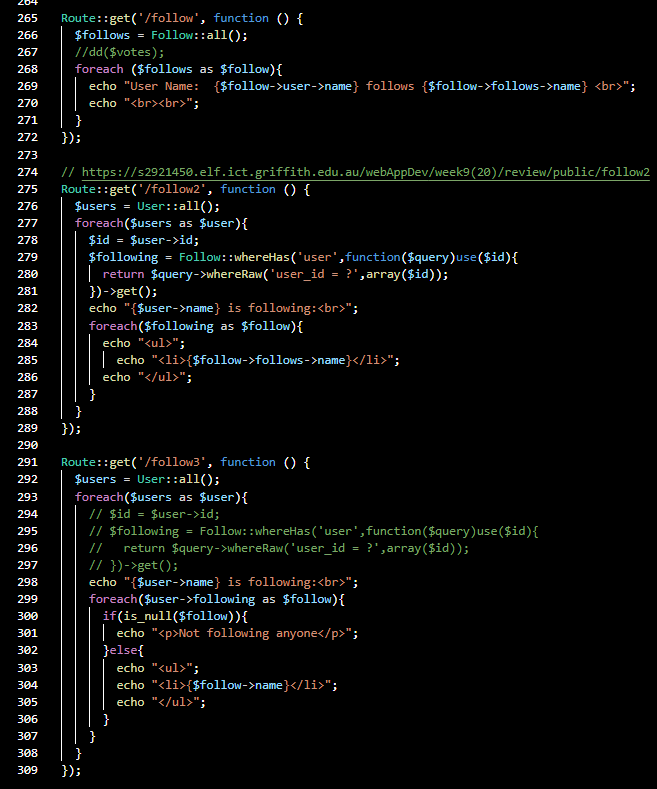 264
265 Route::get('/follow', function () {
266 $follows = Follow::all();
267 //dd($votes);
268 foreach ($follows as $follow){
269 echo "User Name:  {$follow->user->name} follows {$follow->follows->name} <br>";
270 echo "<br><br>";
271 }
272 });
273
274 // https://s2921450.elf.ict.griffith.edu.au/webAppDev/week9(20)/review/public/follow2
275 Route::get('/follow2', function () {
276 $users = User::all();
277 foreach($users as $user){
278 $id = $user->id;
279 $following = Follow::whereHas('user',function($query)use($id){
280 return $query->whereRaw('user_id = ?',array($id));
281 })->get();
282 echo "{$user->name} is following:<br>";
283 foreach($following as $follow){
284 echo "<ul>";
285 echo "<li>{$follow->follows->name}</li>";
286 echo "</ul>";
287 }
288 }
289 });
290
291 Route::get('/follow3', function () {
292 $users = User::all();
293 foreach($users as $user){
294 // $id = $user->id;
295 // $following = Follow::whereHas('user',function($query)use($id){
296 //   return $query->whereRaw('user_id = ?',array($id));
297 // })->get();
298 echo "{$user->name} is following:<br>";
299 foreach($user->following as $follow){
300 if(is_null($follow)){
301 echo "<p>Not following anyone</p>";
302 }else{
303 echo "<ul>";
304 echo "<li>{$follow->name}</li>";
305 echo "</ul>";
306 }
307 }
308 }
309 });